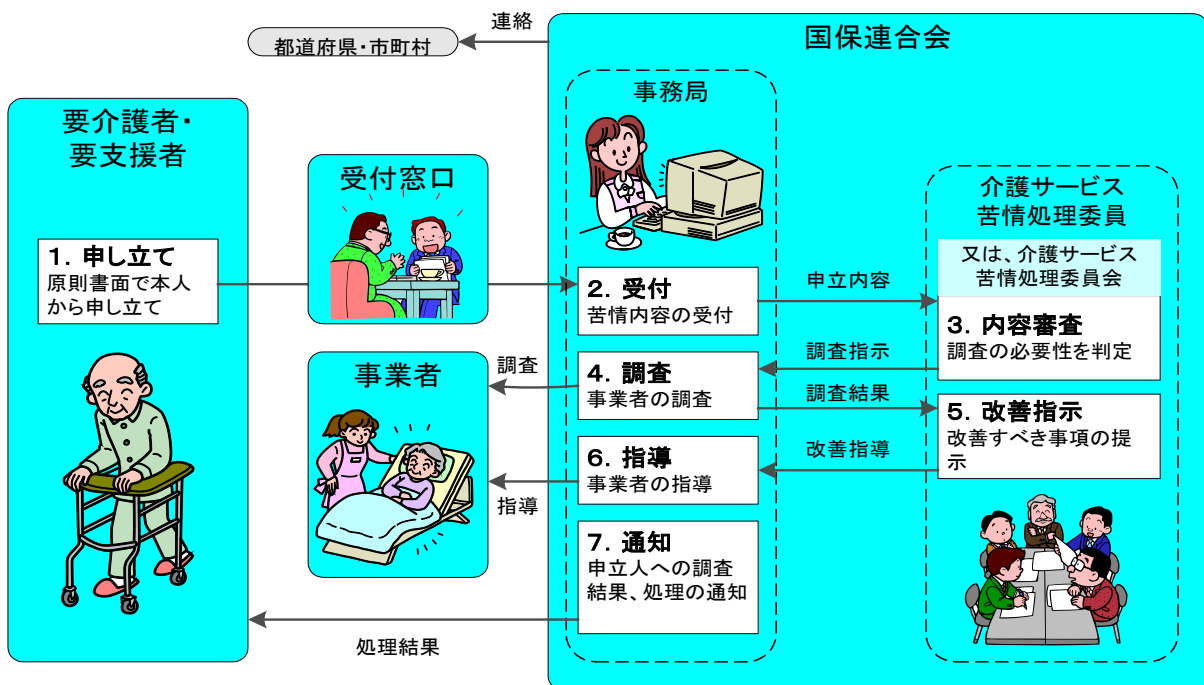 連絡
都道府県・市町村
国保連合会
事務局
要介護者・
要支援者
受付窓口
介護サービス
苦情処理委員
又は、介護サービス
苦情処理委員会
1．申し立て
原則書面で本人
から申し立て
2．受付
苦情内容の受付
申立内容
3．内容審査
調査の必要性を判定
調査指示
4．調査
事業者の調査
調査
事業者
調査結果
5．改善指示
改善すべき事項の提
示
改善指導
6．指導
事業者の指導
指導
7．通知
申立人への調査
結果、処理の通知
処理結果